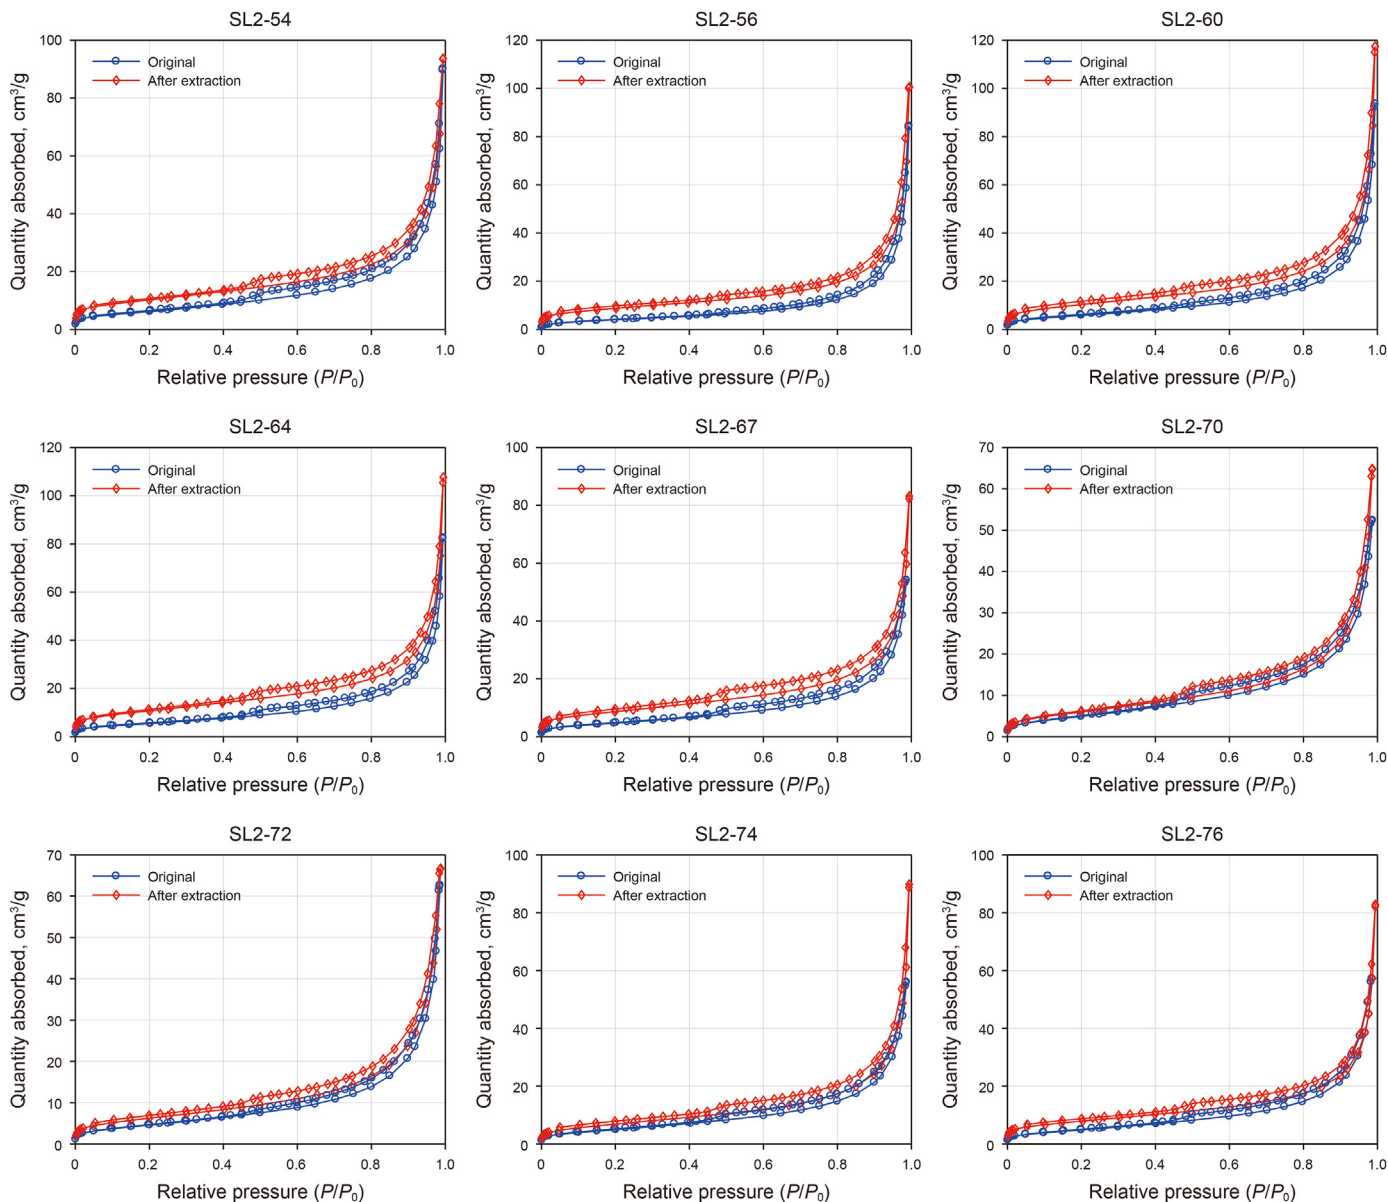 SL2-54
Quantity absorbed, cm³/g
100
80
60
40
20
0
Original
After extraction
0 0.2 0.4 0.6 0.8 1.0
Relative pressure (P/P₀)
SL2-56
Quantity absorbed, cm³/g
120
100
80
60
40
20
0
Original
After extraction
0 0.2 0.4 0.6 0.8 1.0
Relative pressure (P/P₀)
SL2-60
Quantity absorbed, cm³/g
120
100
80
60
40
20
0
Original
After extraction
0 0.2 0.4 0.6 0.8 1.0
Relative pressure (P/P₀)
SL2-64
Quantity absorbed, cm³/g
120
100
80
60
40
20
0
Original
After extraction
0 0.2 0.4 0.6 0.8 1.0
Relative pressure (P/P₀)
SL2-67
Quantity absorbed, cm³/g
100
80
60
40
20
0
Original
After extraction
0 0.2 0.4 0.6 0.8 1.0
Relative pressure (P/P₀)
SL2-70
Quantity absorbed, cm³/g
70
60
50
40
30
20
10
0
Original
After extraction
0 0.2 0.4 0.6 0.8 1.0
Relative pressure (P/P₀)
SL2-72
Quantity absorbed, cm³/g
70
60
50
40
30
20
10
0
Original
After extraction
0 0.2 0.4 0.6 0.8 1.0
Relative pressure (P/P₀)
SL2-74
Quantity absorbed, cm³/g
100
80
60
40
20
0
Original
After extraction
0 0.2 0.4 0.6 0.8 1.0
Relative pressure (P/P₀)
SL2-76
Quantity absorbed, cm³/g
100
80
60
40
20
0
Original
After extraction
0 0.2 0.4 0.6 0.8 1.0
Relative pressure (P/P₀)